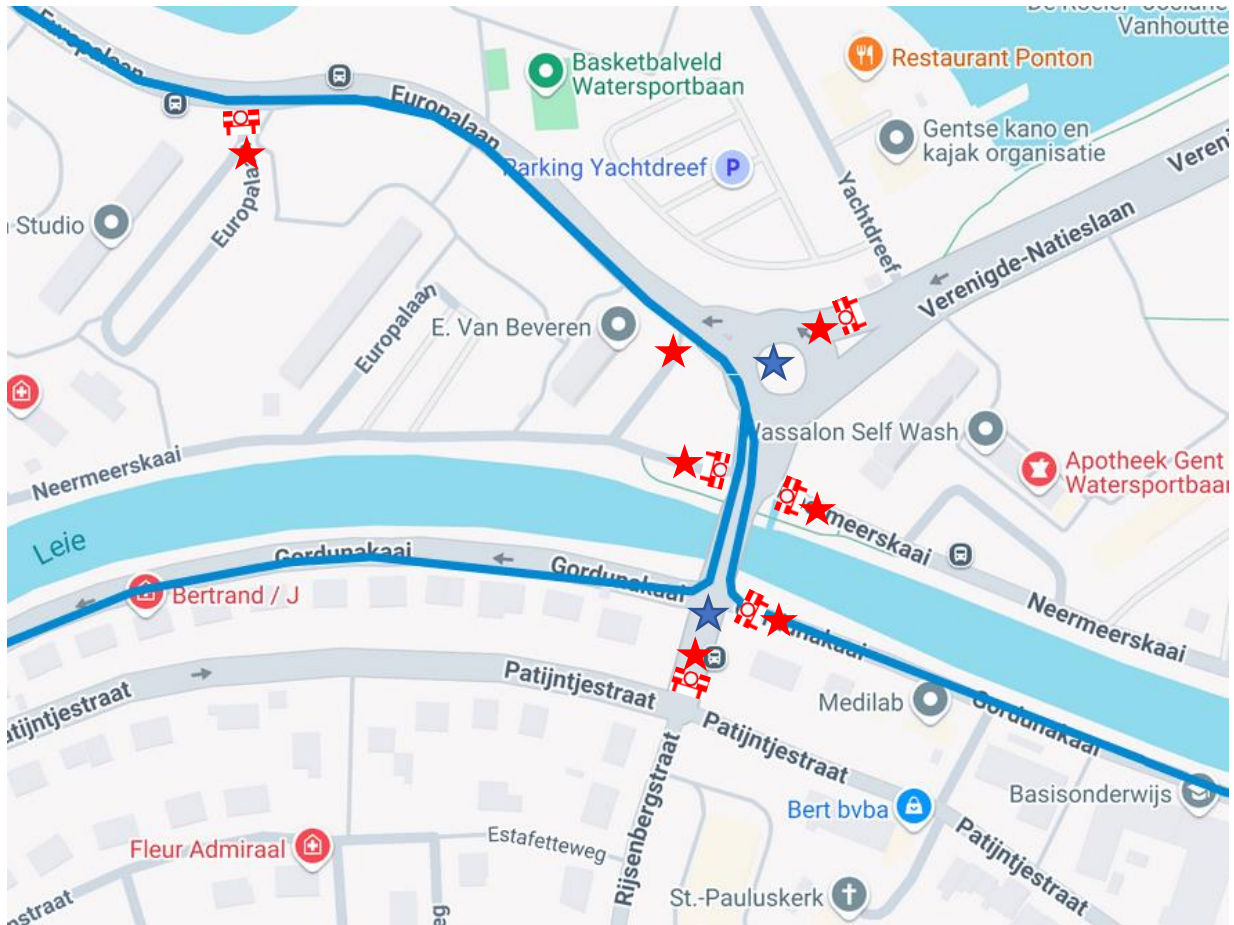 Vanhoutte
Restaurant Ponton
Basketbalveld
Watersportbaan
Europalaan
Europalaan
Gentse kano en
kajak organisatie
Parking Yachtdreef
P
Yachtdreef
Verenigde-Natieslaan
Studio
Europalaan
E. Van Beveren
Neermeerskaai
Wassalon Self Wash
Apotheek Gent
Watersportbaan
Leie
Gordunakaai
Gordunakaai
Bertrand / J
Neermeerskaai
Patijntjestraat
Patijntjestraat
Medilab
Gordunakaai
Patijntjestraat
Basisonderwijs
Bert bvba
Rijsenbergstraat
Estafetteweg
Fleur Admiraal
Patijntjestraat
St.-Pauluskerk